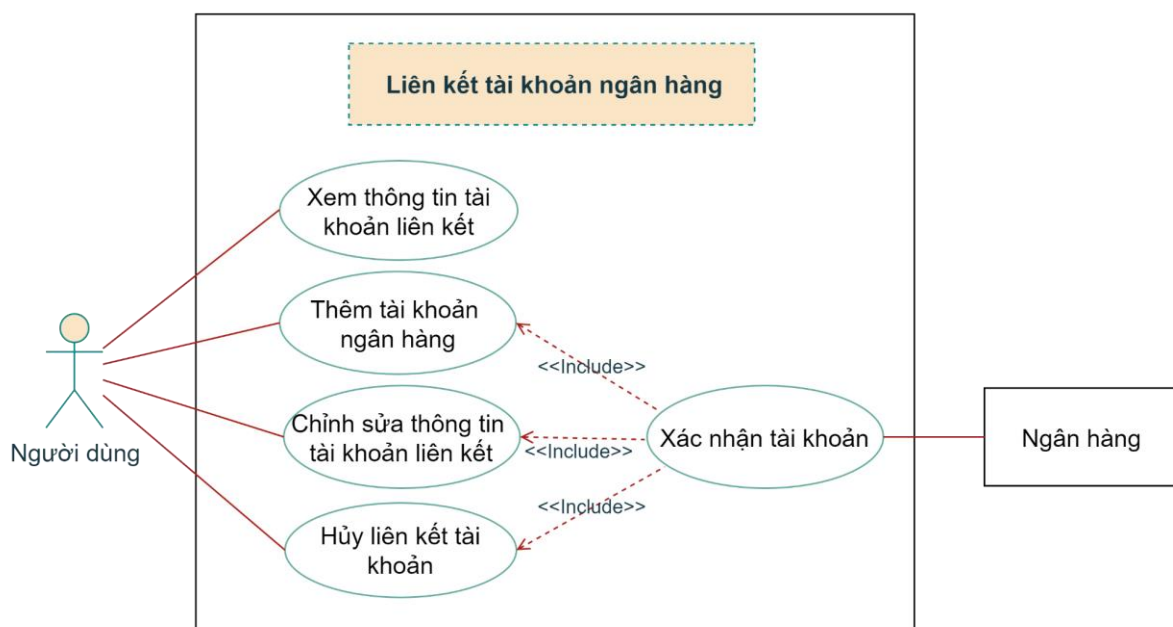 Liên kết tài khoản ngân hàng
Xem thông tin tài
khoản liên kết
Thêm tài khoản
ngân hàng
<<Include>>
Chỉnh sửa thông tin
tài khoản liên kết
<<Include>>
Xác nhận tài khoản
Ngân hàng
Người dùng
<<Include>>
Hủy liên kết tài
khoản